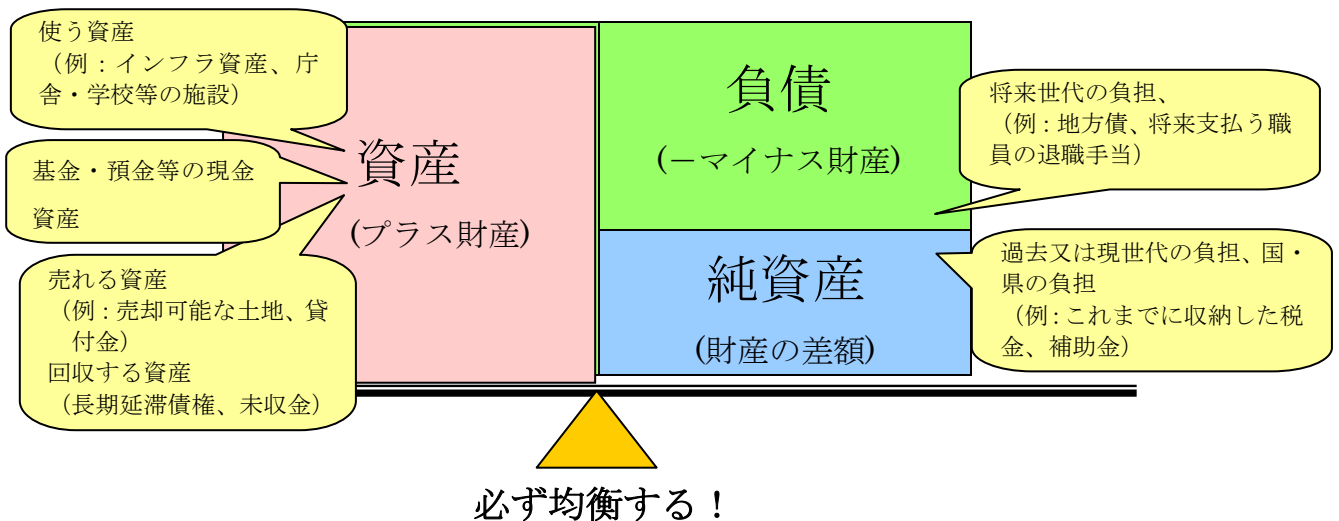 使う資産
（例：インフラ資産、庁
舎・学校等の施設）
基金・預金等の現金
資産
売れる資産
（例：売却可能な土地、貸
付金）
回収する資産
（長期延滞債権、未収金）
資産
(プラス財産)
負債
(－マイナス財産)
純資産
(財産の差額)
将来世代の負担、
（例：地方債、将来支払う職
員の退職手当）
過去又は現世代の負担、国・
県の負担
（例：これまでに収納した税
金、補助金）
必ず均衡する！